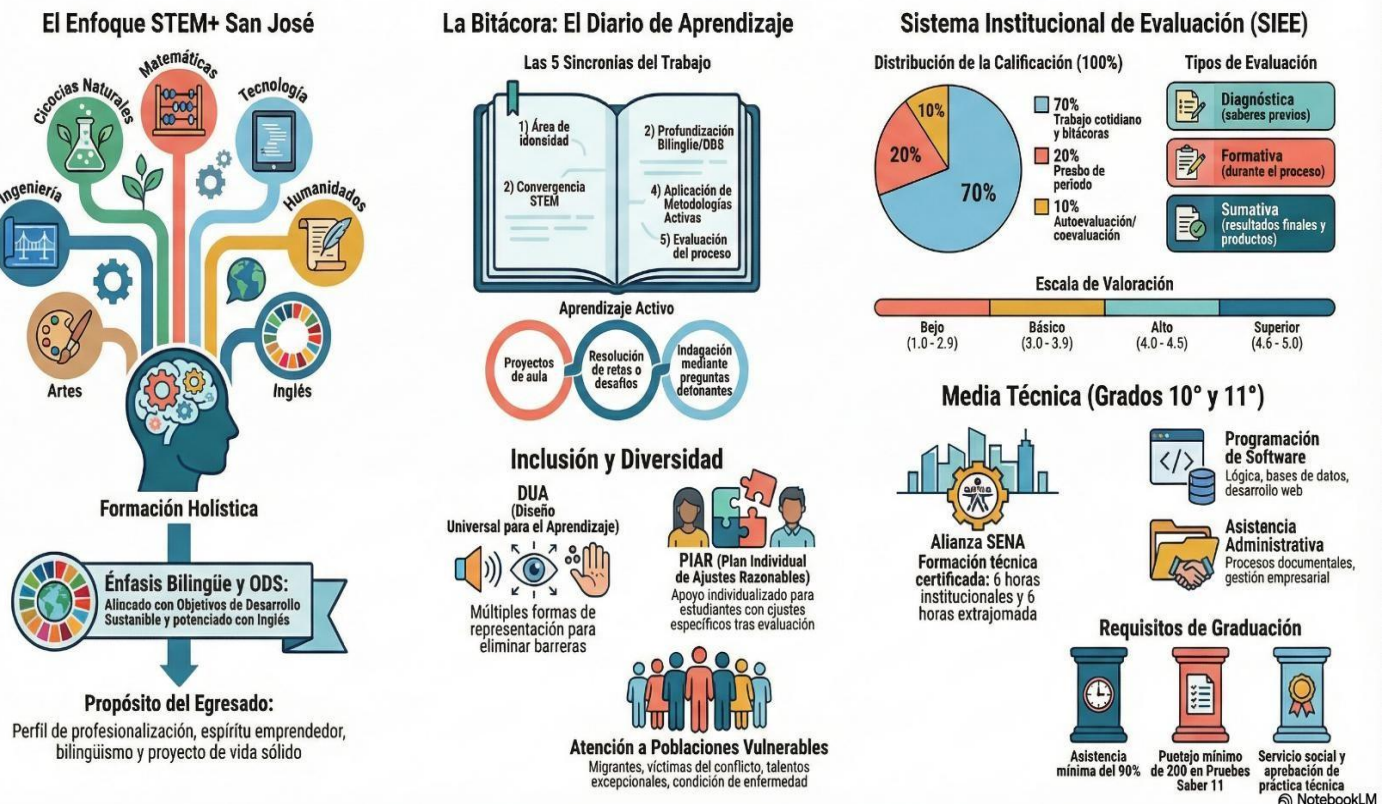 El Enfoque STEM+ San José
Matemáticas
Cicocías Naturales
Tecnología
Ingeniería
Humanidados
Artes
Inglés
Formación Holística
Énfasis Bilingüe y ODS:
Alincado con Objetivos de Desarrollo
Sustanible y potenciado con Inglés
Propósito del Egresado:
Perfil de profesionalización, espíritu emprendedor,
bilingüismo y proyecto de vida sólido
La Bitácora: El Diario de Aprendizaje
Las 5 Sincronias del Trabajo
1) Área de
idonsidad
2) Convergencia
STEM
2) Profundización
Bilinglie/DBS
4) Aplicación de
Metodologías
Activas
5) Evaluación
del proceso
Aprendizaje Activo
Proyectos
de aula
Resolución
de retas o
desaflos
Indagación
mediante
preguntas
defonantes
Inclusión y Diversidad
DUA
(Diseño
Universal para el Aprendizaje)
Múltiples formas de
representación para
eliminar barreras
PIAR (Pan Individual
de Ajustes Razonables)
Apoyo individualizado para
estudiantes con cjustes
específicos tras evaluación
Atención a Poblaciones Vulnerables
Migrantes, víctimas del conflicto, talentos
excepcionales, condición de enfermedad
Sistema Institucional de Evaluación (SIEE)
Distribución de la Calificación (100%)
10%
20%
70%
70%
Trabajo cotidiano
y bitácoras
20%
Presbo de
periodo
10%
Autoevaluación/
coevaluación
Tipos de Evaluación
Diagnóstica
(saberes previos)
Formativa
(durante el proceso)
Sumativa
(resultados finales y
productos)
Escala de Valoración
Bejo
(1.0 - 2.9)
Básico
(3.0 - 3.9)
Alto
(4.0 - 4.5)
Superior
(4.6 - 5.0)
Media Técnica (Grados 10° y 11°)
Alianza SENA
Formación técnica
certificada: 6 horas
institucionales y 6
horas extrajomada
Programación
de Software
Lógica, bases de datos,
desarrollo web
Asistencia
Administrativa
Procesos documentales,
gestión empresarial
Requisitos de Graduación
Asistencia
mínima del 90%
Puetajo mínimo
de 200 en Pruebes
Saber 11
Servicio social y
aprebación de
práctica técnica
NotebookLM